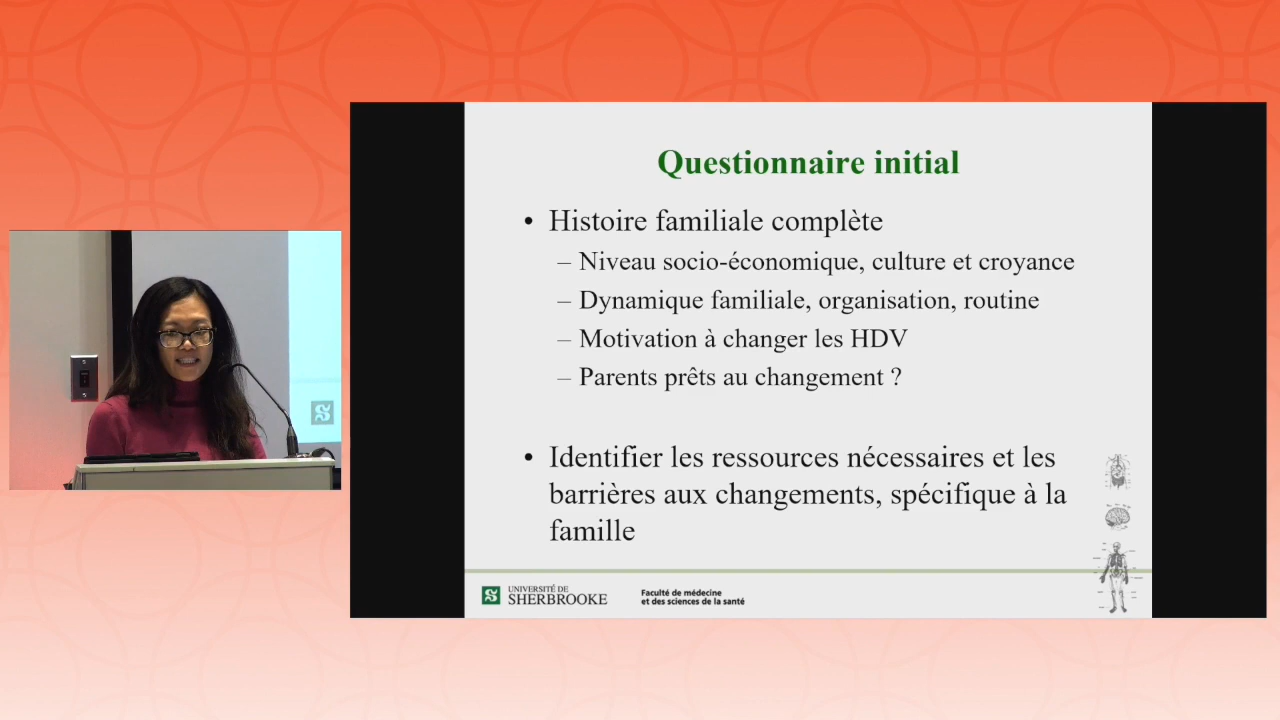 Questionnaire initial
• Histoire familiale complète
– Niveau socio-économique, culture et croyance
– Dynamique familiale, organisation, routine
– Motivation à changer les HDV
– Parents prêts au changement ?
• Identifier les ressources nécessaires et les
barrières aux changements, spécifique à la
famille
UNIVERSITÉ DE
SHERBROOKE
Faculté de médecine
et des sciences de la santé